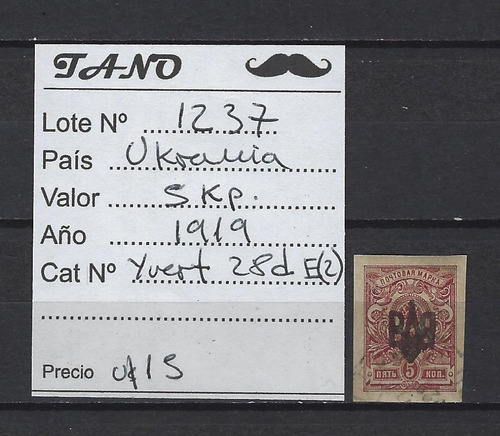 TANO
Lote Nº 1237
País Ukrania
Valor 5 Kp.
Año 1919
Cat Nº Yvert 28d E(2)
Precio u$15
ПОЧТОВАЯ МАРКА
ПЯТЬ 5 КОП.